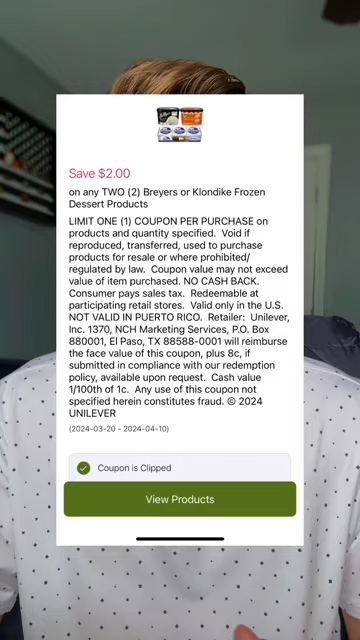 Save $2.00
on any TWO (2) Breyers or Klondike Frozen
Dessert Products
LIMIT ONE (1) COUPON PER PURCHASE on
products and quantity specified.  Void if
reproduced, transferred, used to purchase
products for resale or where prohibited/
regulated by law.  Coupon value may not exceed
value of item purchased. NO CASH BACK.
Consumer pays sales tax.  Redeemable at
participating retail stores.  Valid only in the U.S.
NOT VALID IN PUERTO RICO.  Retailer:  Unilever,
Inc. 1370, NCH Marketing Services, P.O. Box
880001, El Paso, TX 88588-0001 will reimburse
the face value of this coupon, plus 8c, if
submitted in compliance with our redemption
policy, available upon request.  Cash value
1/100th of 1c.  Any use of this coupon not
specified herein constitutes fraud. © 2024
UNILEVER
(2024-03-20 - 2024-04-10)
Coupon is Clipped
View Products